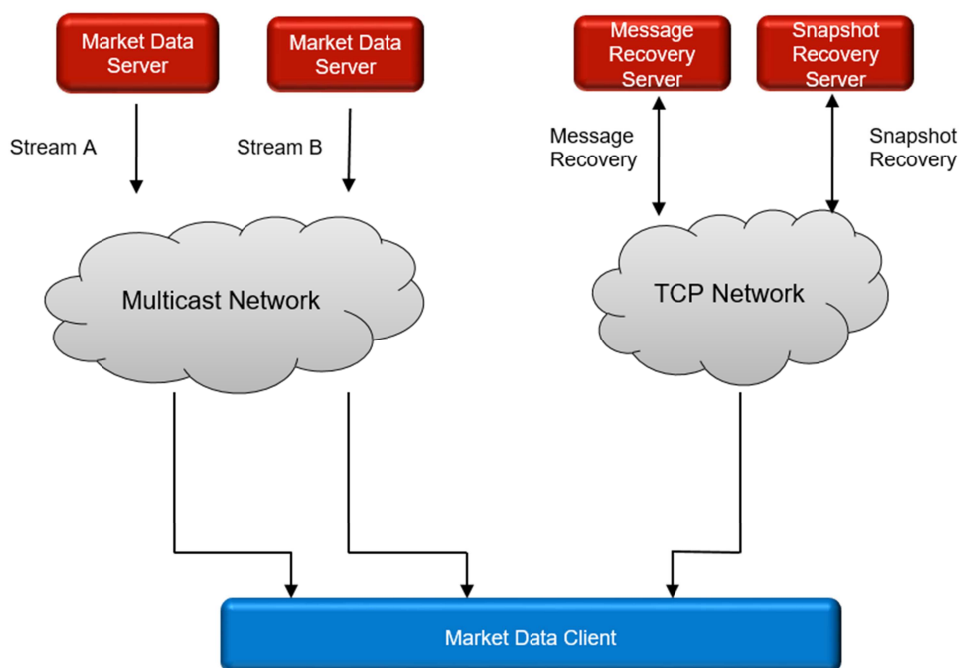 Market Data
Server
Market Data
Server
Message
Recovery
Server
Snapshot
Recovery
Server
Stream A
Stream B
Message
Recovery
Snapshot
Recovery
Multicast Network
TCP Network
Market Data Client